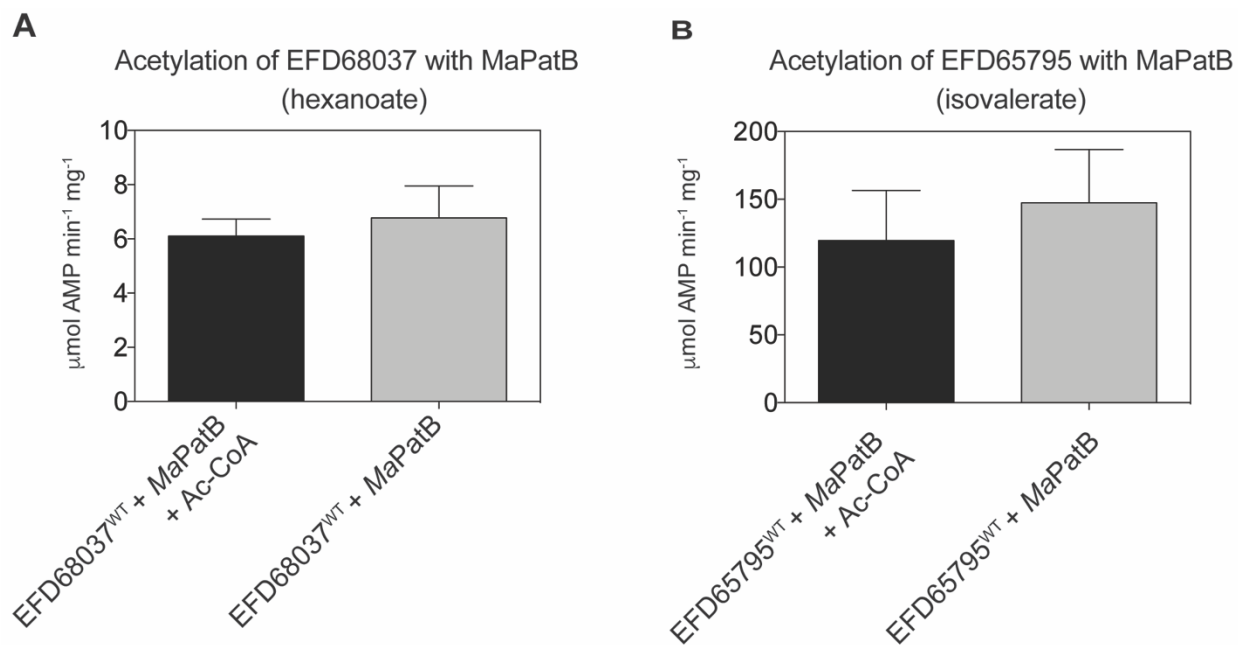 A
Acetylation of EFD68037 with MaPatB
(hexanoate)
μmol AMP min⁻¹ mg⁻¹
10
8
6
4
2
0
EFD68037ᵂᵀ + MaPatB
+ Ac-CoA
EFD68037ᵂᵀ + MaPatB
B
Acetylation of EFD65795 with MaPatB
(isovalerate)
μmol AMP min⁻¹ mg⁻¹
200
150
100
50
0
EFD65795ᵂᵀ + MaPatB
+ Ac-CoA
EFD65795ᵂᵀ + MaPatB